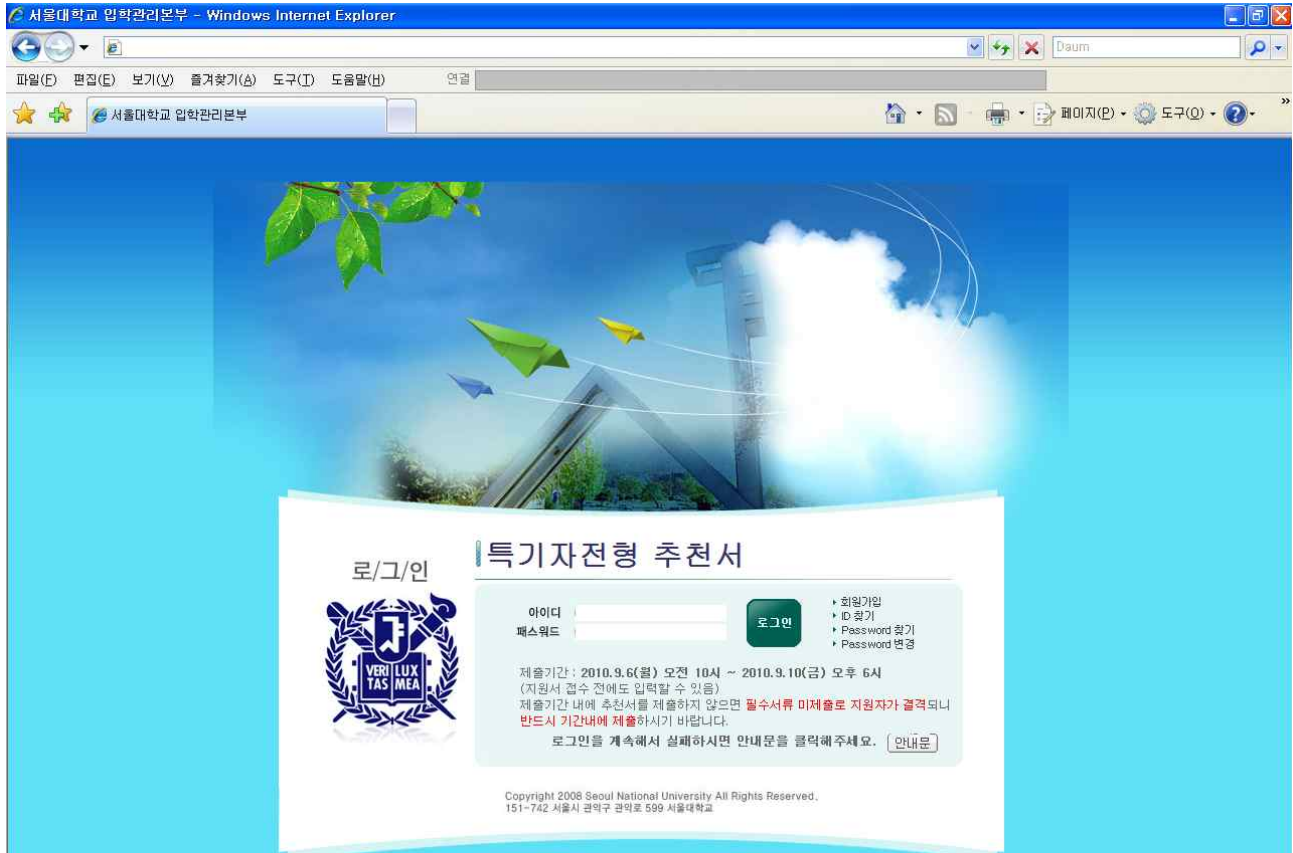 서울대학교 입학관리본부 - Windows Internet Explorer
Daum
파일(F) 편집(E) 보기(V) 즐겨찾기(A) 도구(T) 도움말(H) 연결
서울대학교 입학관리본부 페이지(P) 도구(O)
로/그/인
특기자전형 추천서
아이디
패스워드
로그인
회원가입
ID 찾기
Password 찾기
Password 변경
VERI LUX
TAS MEA
제출기간 : 2010.9.6(월) 오전 10시 ~ 2010.9.10(금) 오후 6시
(지원서 접수 전에도 입력할 수 있음)
제출기간 내에 추천서를 제출하지 않으면 필수서류 미제출로 지원자가 결격되니
반드시 기간내에 제출하시기 바랍니다.
로그인을 계속해서 실패하시면 안내문을 클릭해주세요. 안내문
Copyright 2008 Seoul National University All Rights Reserved.
151-742 서울시 관악구 관악로 599 서울대학교